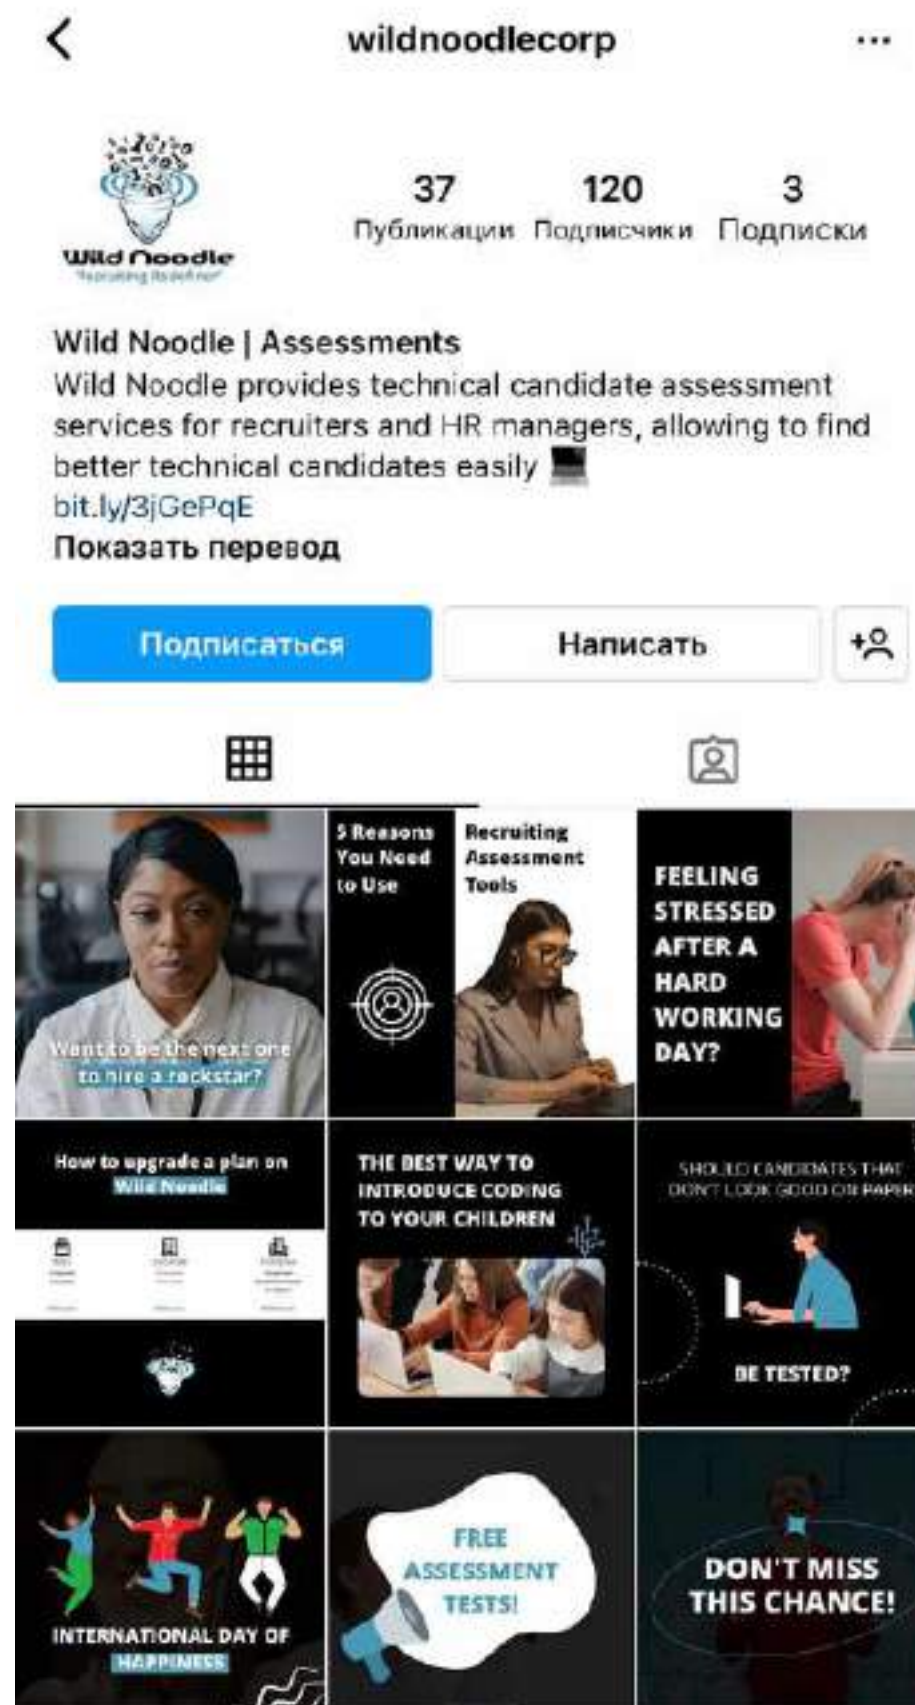 wildnoodlecorp
37
120
3
Публикации
Подписчики
Подписки
Wild Noodle
Wild Noodle | Assessments
Wild Noodle provides technical candidate assessment
services for recruiters and HR managers, allowing to find
better technical candidates easily
bit.ly/3jGePqE
Показать перевод
Подписаться
Написать
Want to be the next one
to hire a rockstar?
5 Reasons
You Need
to Use
Recruiting
Assessment
Tools
FEELING
STRESSED
AFTER A
HARD
WORKING
DAY?
How to upgrade a plan on
Wild Noodle
THE BEST WAY TO
INTRODUCE CODING
TO YOUR CHILDREN
SHOULD CANDIDATES THAT
DON'T LOOK GOOD ON PAPER
BE TESTED?
INTERNATIONAL DAY OF
HAPPINESS
FREE
ASSESSMENT
TESTS!
DON'T MISS
THIS CHANCE!